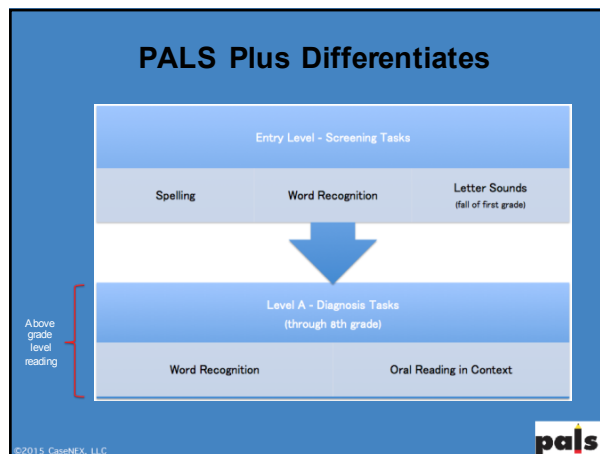 PALS Plus Differentiates
Entry Level - Screening Tasks
Spelling
Word Recognition
Letter Sounds
(fall of first grade)
Level A - Diagnosis Tasks
(through 8th grade)
Above
grade
level
reading
Word Recognition
Oral Reading in Context
©2015 CaseNEX, LLC
pals